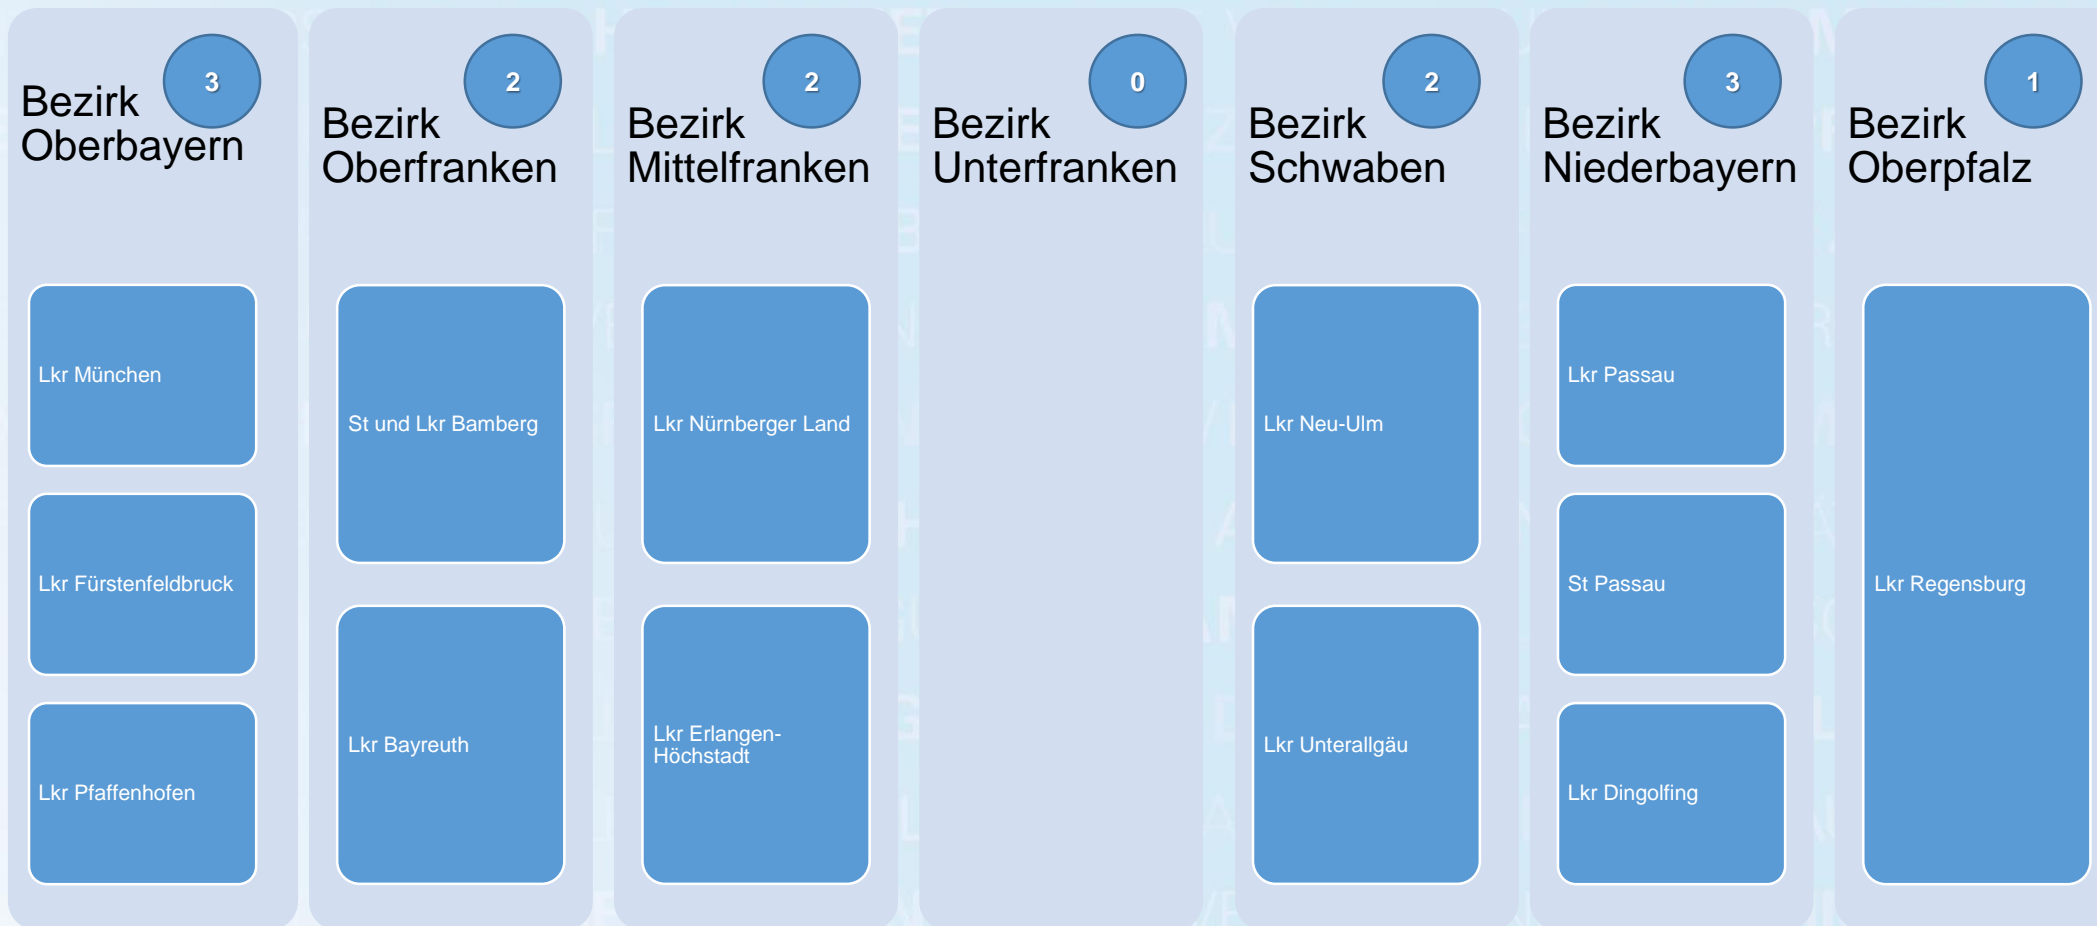 3
Bezirk
Oberbayern
Lkr München
Lkr Fürstenfeldbruck
Lkr Pfaffenhofen
2
Bezirk
Oberfranken
St und Lkr Bamberg
Lkr Bayreuth
2
Bezirk
Mittelfranken
Lkr Nürnberger Land
Lkr Erlangen-
Höchstadt
0
Bezirk
Unterfranken
2
Bezirk
Schwaben
Lkr Neu-Ulm
Lkr Unterallgäu
3
Bezirk
Niederbayern
Lkr Passau
St Passau
Lkr Dingolfing
1
Bezirk
Oberpfalz
Lkr Regensburg